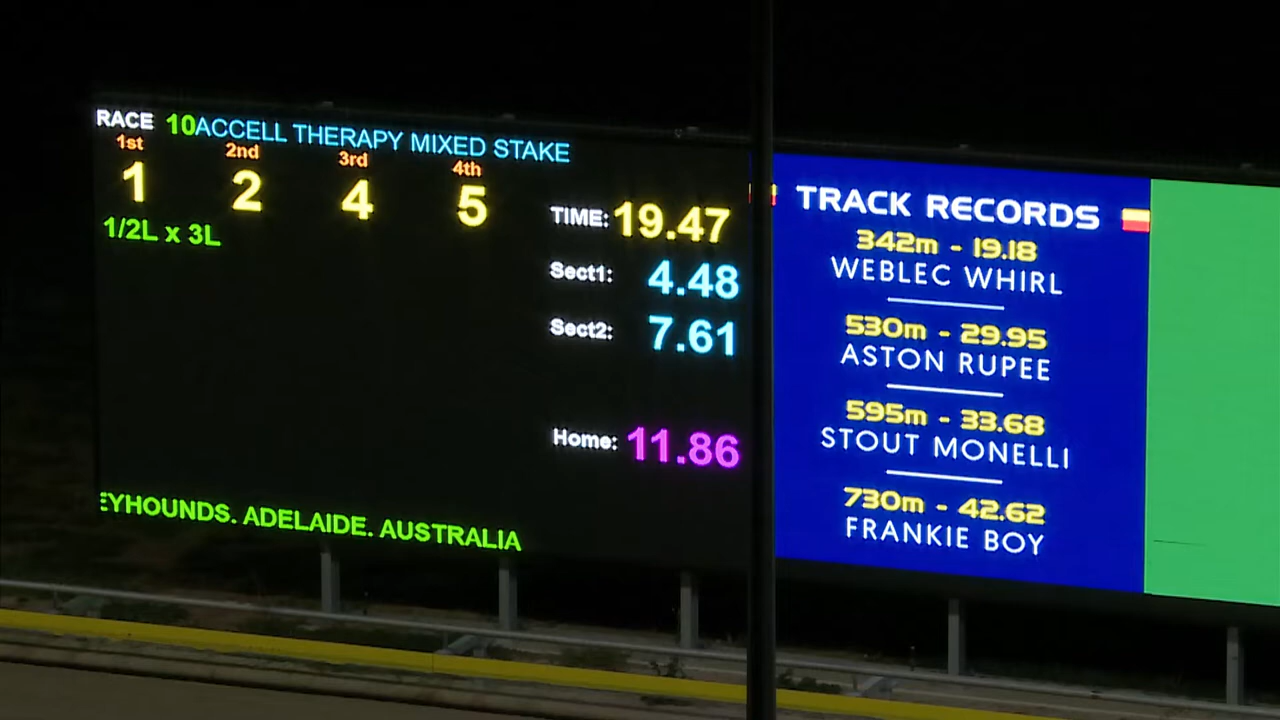 RACE 10ACCELL THERAPY MIXED STAKE
1st 2nd 3rd 4th
1 2 4 5
1/2L x 3L
TIME: 19.47
Sect1: 4.48
Sect2: 7.61
Home: 11.86
EYHOUNDS. ADELAIDE. AUSTRALIA
TRACK RECORDS
342m - 19.18
WEBLEC WHIRL
530m - 29.95
ASTON RUPEE
595m - 33.68
STOUT MONELLI
730m - 42.62
FRANKIE BOY